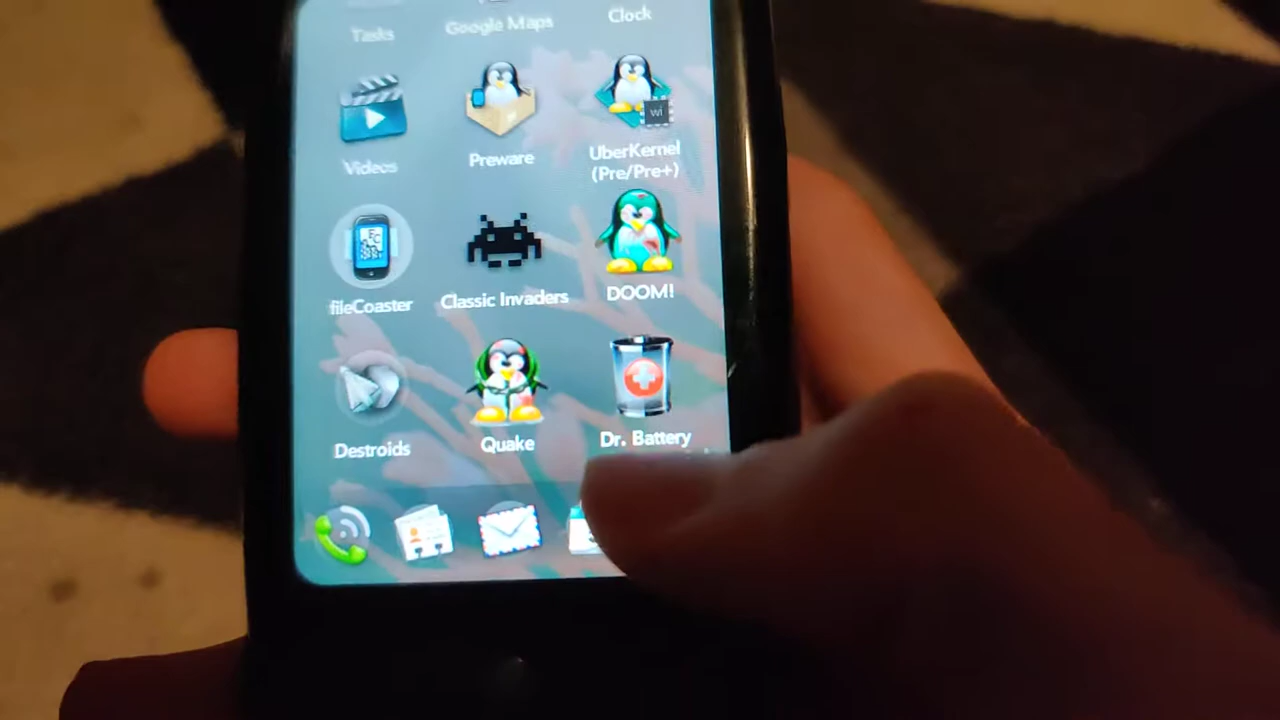 Tasks
Google Maps
Clock
Videos
Preware
UberKernel
(Pre/Pre+)
fileCoaster
Classic Invaders
DOOM!
Destroids
Quake
Dr. Battery